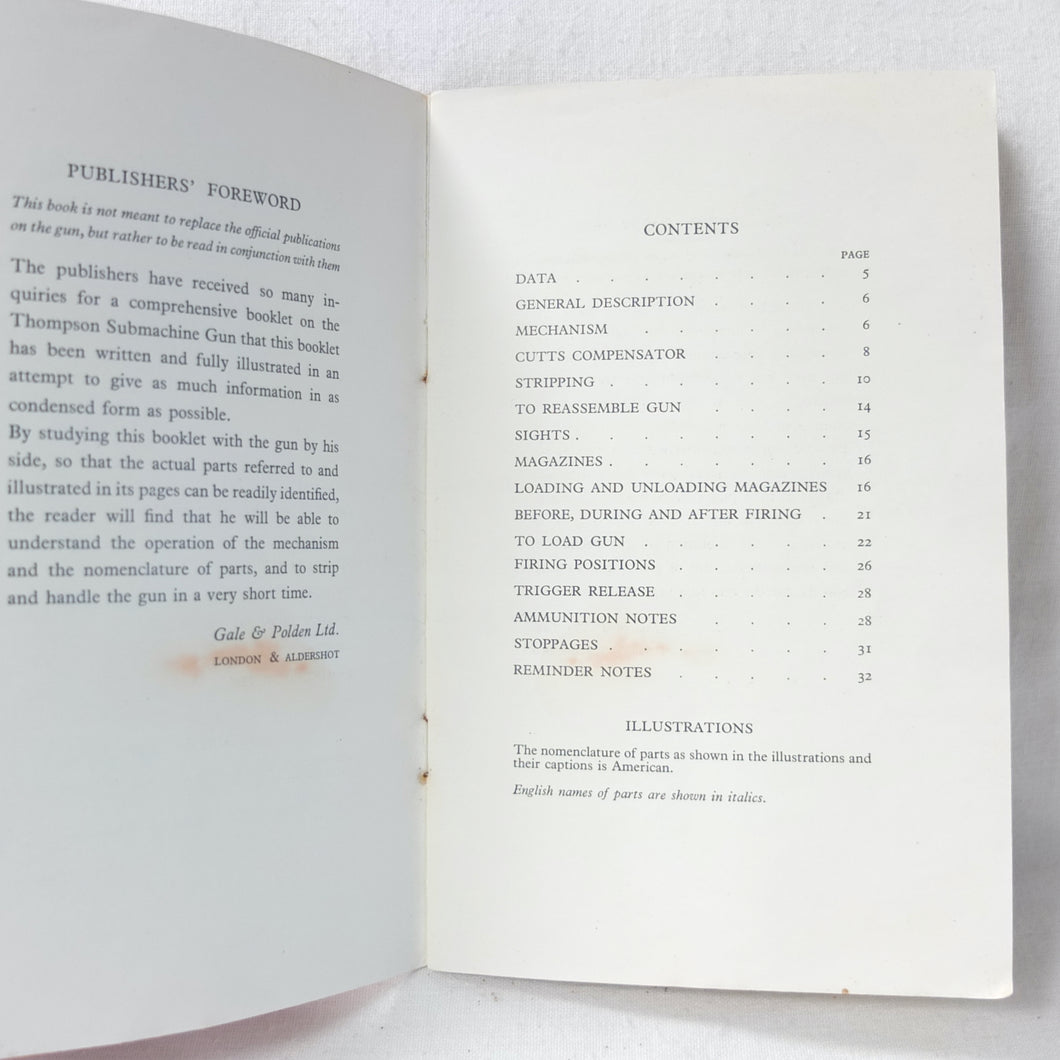 PUBLISHERS' FOREWORD
This book is not meant to replace the official publications
on the gun, but rather to be read in conjunction with them
The publishers have received so many in-
quiries for a comprehensive booklet on the
Thompson Submachine Gun that this booklet
has been written and fully illustrated in an
attempt to give as much information in as
condensed form as possible.
By studying this booklet with the gun by his
side, so that the actual parts referred to and
illustrated in its pages can be readily identified,
the reader will find that he will be able to
understand the operation of the mechanism
and the nomenclature of parts, and to strip
and handle the gun in a very short time.
Gale & Polden Ltd.
LONDON & ALDERSHOT
CONTENTS
PAGE
DATA . . . . . . . 5
GENERAL DESCRIPTION . . . . 6
MECHANISM . . . . . . 6
CUTTS COMPENSATOR . . . . 8
STRIPPING . . . . . . . 10
TO REASSEMBLE GUN . . . . 14
SIGHTS . . . . . . . . 15
MAGAZINES . . . . . . . 16
LOADING AND UNLOADING MAGAZINES 16
BEFORE, DURING AND AFTER FIRING . 21
TO LOAD GUN . . . . . . 22
FIRING POSITIONS . . . . . 26
TRIGGER RELEASE . . . . . 28
AMMUNITION NOTES . . . . 28
STOPPAGES . . . . . . . 31
REMINDER NOTES . . . . . 32
ILLUSTRATIONS
The nomenclature of parts as shown in the illustrations and
their captions is American.
English names of parts are shown in italics.